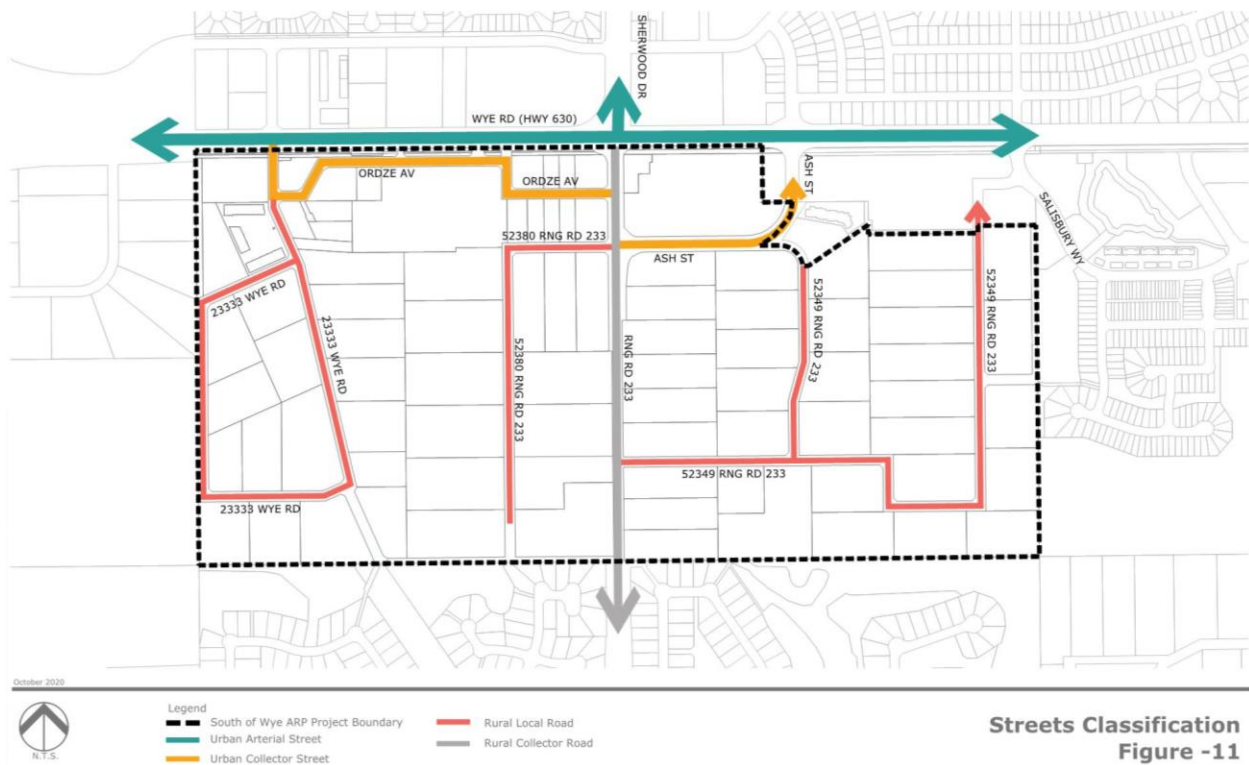 SHERWOOD DR
WYE RD (HWY 630)
ORDZE AV
ORDZE AV
ASH ST
SALISBURY WY
52380 RNG RD 233
ASH ST
23333 WYE RD
23333 WYE RD
52380 RNG RD 233
RNG RD 233
52349 RNG RD 233
52349 RNG RD 233
52349 RNG RD 233
23333 WYE RD
October 2020
N.T.S.
Legend
South of Wye ARP Project Boundary
Urban Arterial Street
Urban Collector Street
Rural Local Road
Rural Collector Road
Streets Classification
Figure -11